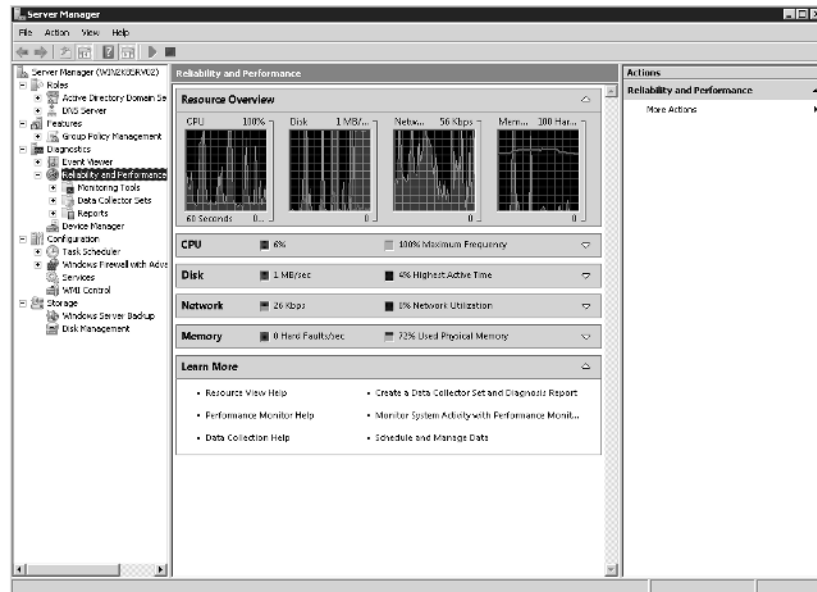 Server Manager
File Action View Help
Server Manager (WIN2K08SRV02)
Roles
Active Directory Domain Se
DNS Server
Features
Group Policy Management
Diagnostics
Event Viewer
Reliability and Performance
Monitoring Tools
Data Collector Sets
Reports
Device Manager
Configuration
Task Scheduler
Windows Firewall with Adva
Services
WMI Control
Storage
Windows Server Backup
Disk Management
Reliability and Performance
Resource Overview
CPU 100% Disk 1 MB/... Netw... 56 Kbps Mem... 100 Har...
60 Seconds 0... 0 0 0
CPU 6% 100% Maximum Frequency
Disk 1 MB/sec 4% Highest Active Time
Network 26 Kbps 0% Network Utilization
Memory 0 Hard Faults/sec 72% Used Physical Memory
Learn More
• Resource View Help • Create a Data Collector Set and Diagnosis Report
• Performance Monitor Help • Monitor System Activity with Performance Monit...
• Data Collection Help • Schedule and Manage Data
Actions
Reliability and Performance
More Actions